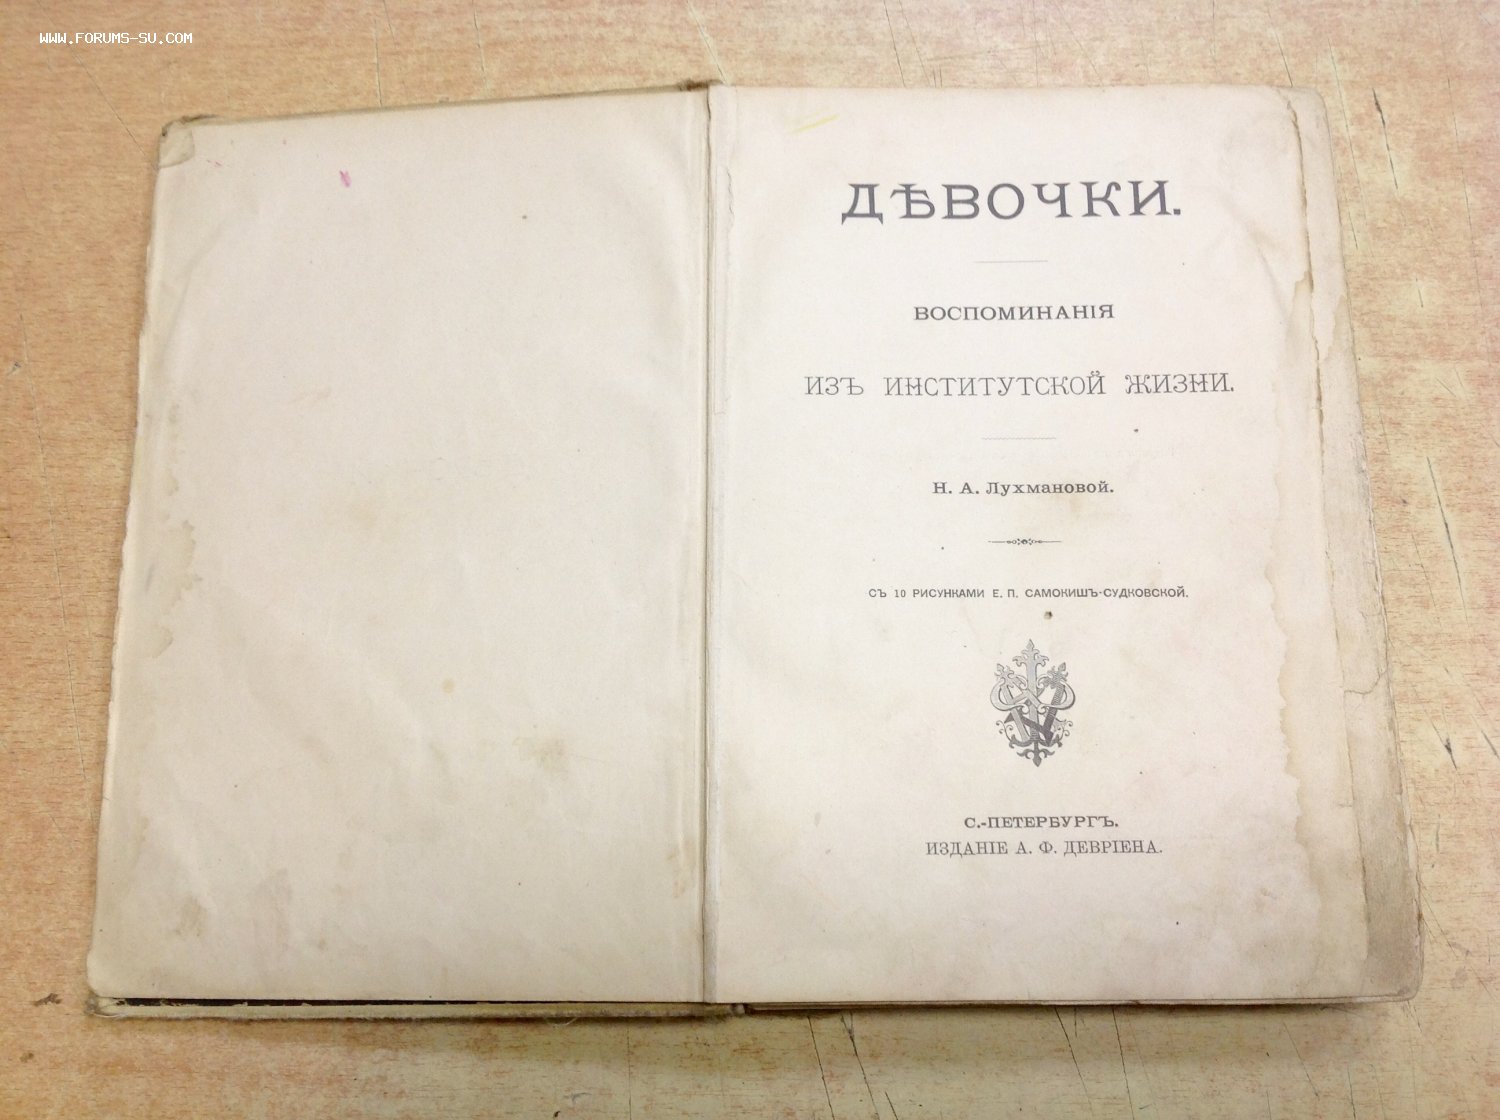 WWW.FORUMS-SU.COM
ДѢВОЧКИ.
ВОСПОМИНАНІЯ
ИЗЪ ИНСТИТУТСКОЙ ЖИЗНИ.
Н. А. Лухмановой.
СЪ 10 РИСУНКАМИ Е. П. САМОКИШЪ-СУДКОВСКОЙ.
С.-ПЕТЕРБУРГЪ.
ИЗДАНІЕ А. Ф. ДЕВРІЕНА.